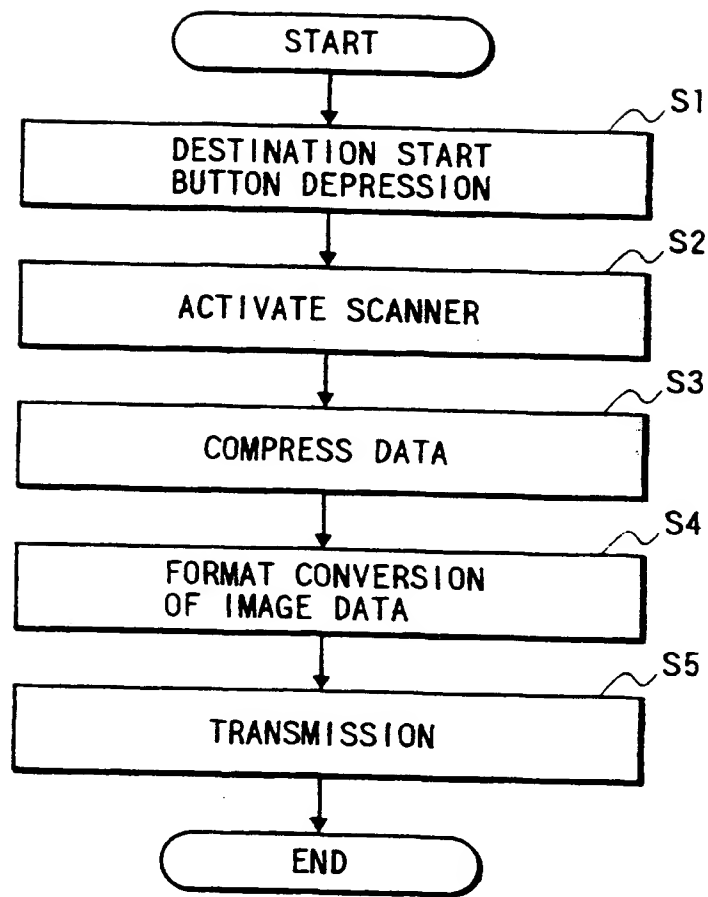 START
S1
DESTINATION START
BUTTON DEPRESSION
S2
ACTIVATE SCANNER
S3
COMPRESS DATA
S4
FORMAT CONVERSION
OF IMAGE DATA
S5
TRANSMISSION
END